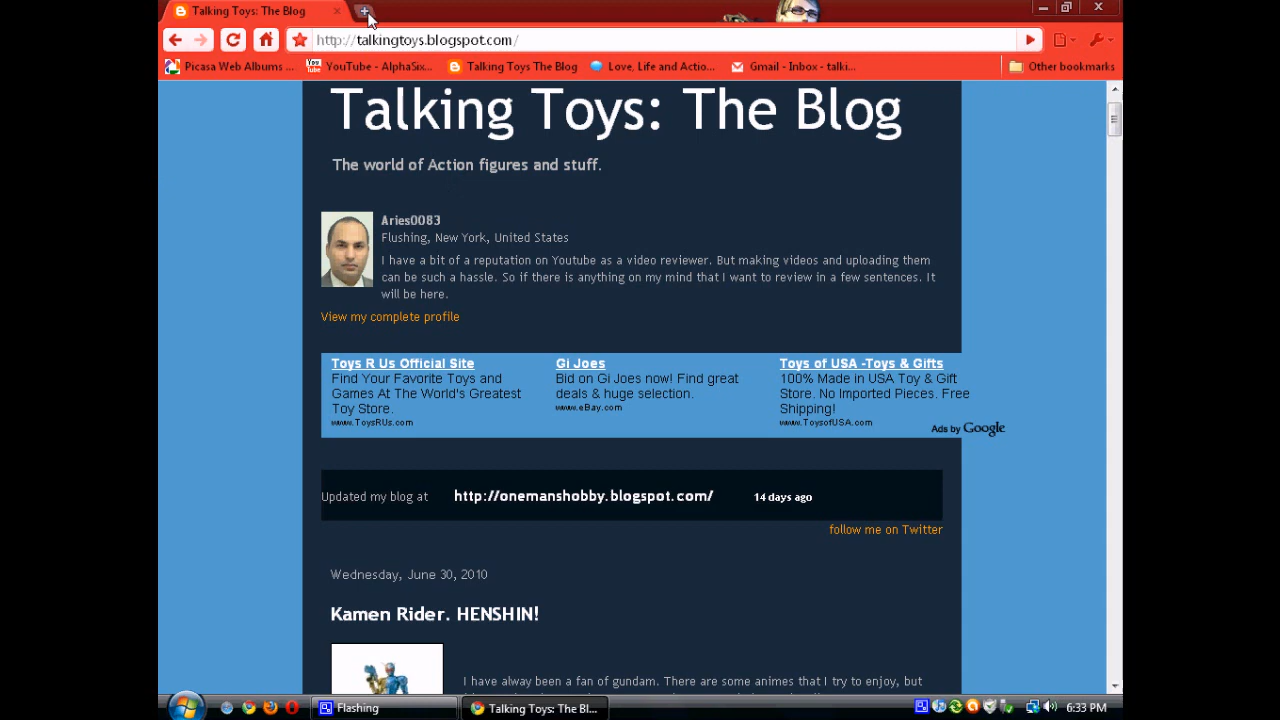 Talking Toys: The Blog
http://talkingtoys.blogspot.com/
Picasa Web Albums ...
You Tube
YouTube - AlphaSix...
Talking Toys The Blog
Love, Life and Actio...
Gmail - Inbox - talki...
Other bookmarks
Talking Toys: The Blog
The world of Action figures and stuff.
Aries0083
Flushing, New York, United States
I have a bit of a reputation on Youtube as a video reviewer. But making videos and uploading them
can be such a hassle. So if there is anything on my mind that I want to review in a few sentences. It
will be here.
View my complete profile
Toys R Us Official Site
Find Your Favorite Toys and
Games At The World's Greatest
Toy Store.
www.ToysRUs.com
Gi Joes
Bid on Gi Joes now! Find great
deals & huge selection.
www.eBay.com
Toys of USA -Toys & Gifts
100% Made in USA Toy & Gift
Store. No Imported Pieces. Free
Shipping!
www.ToysofUSA.com
Ads by Google
Updated my blog at http://onemanshobby.blogspot.com/ 14 days ago
follow me on Twitter
Wednesday, June 30, 2010
Kamen Rider. HENSHIN!
I have alway been a fan of gundam. There are some animes that I try to enjoy, but
Flashing
Talking Toys: The Bl...
6:33 PM